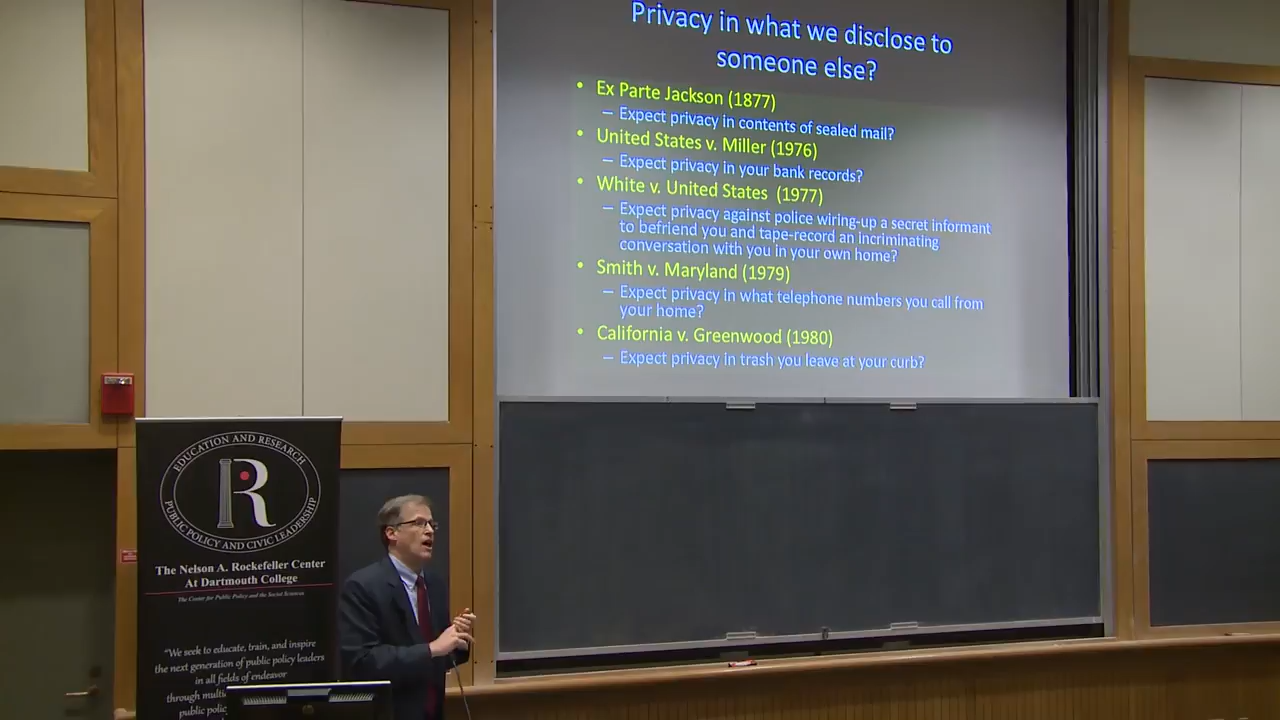 Privacy in what we disclose to
someone else?
• Ex Parte Jackson (1877)
– Expect privacy in contents of sealed mail?
• United States v. Miller (1976)
– Expect privacy in your bank records?
• White v. United States (1977)
– Expect privacy against police wiring-up a secret informant
to befriend you and tape-record an incriminating
conversation with you in your own home?
• Smith v. Maryland (1979)
– Expect privacy in what telephone numbers you call from
your home?
• California v. Greenwood (1980)
– Expect privacy in trash you leave at your curb?
EDUCATION AND RESEARCH
R
PUBLIC POLICY AND CIVIC LEADERSHIP
The Nelson A. Rockefeller Center
At Dartmouth College
The Center for Public Policy and the Social Sciences
"We seek to educate, train, and inspire
the next generation of public policy leaders
in all fields of endeavor
through
public